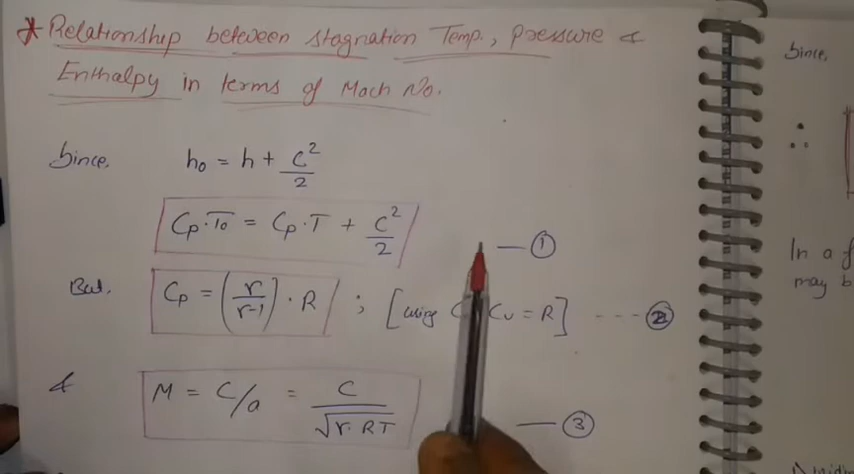 * Relationship between stagnation Temp., pressure &
Enthalpy in terms of Mach No.
Since, h₀ = h + C²/2
Cp·T₀ = Cp·T + C²/2 — ①
But, Cp = (r/r-1)·R ; [using C Cv = R] --- ②
& M = C/a = C/√r·RT — ③
Since,
∴
In a f
may b